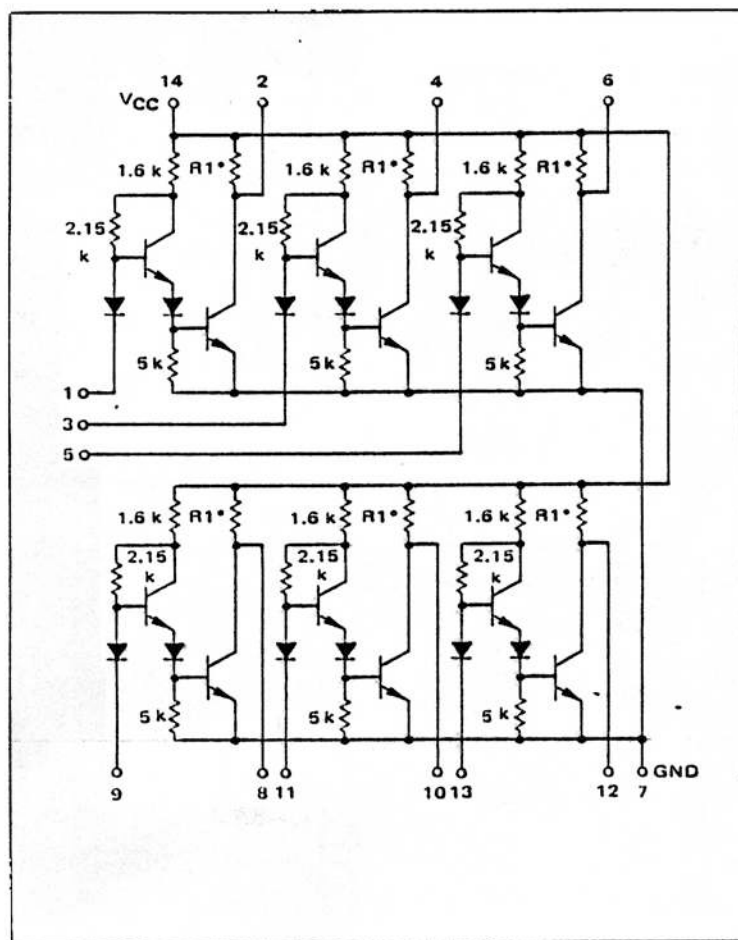 14 2 4 6
VCC
1.6 k R1* 1.6 k R1* 1.6 k R1*
2.15 k 2.15 k 2.15 k
5 k 5 k 5 k
1
3
5
1.6 k R1* 1.6 k R1* 1.6 k R1*
2.15 k 2.15 k 2.15 k
5 k 5 k 5 k
GND
9 8 11 10 13 12 7